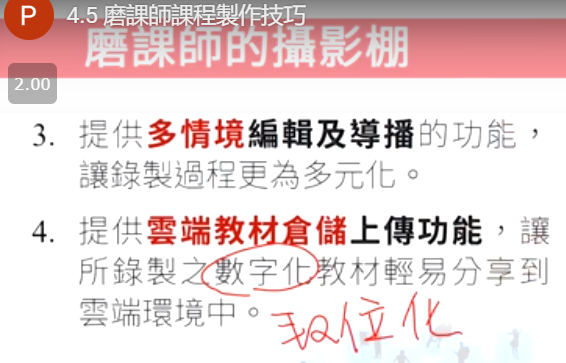 P 4.5 磨課師課程製作技巧
磨課師的攝影棚
2.00
3. 提供多情境編輯及導播的功能，
讓錄製過程更為多元化。
4. 提供雲端教材倉儲上傳功能，讓
所錄製之數字化教材輕易分享到
雲端環境中。
位化